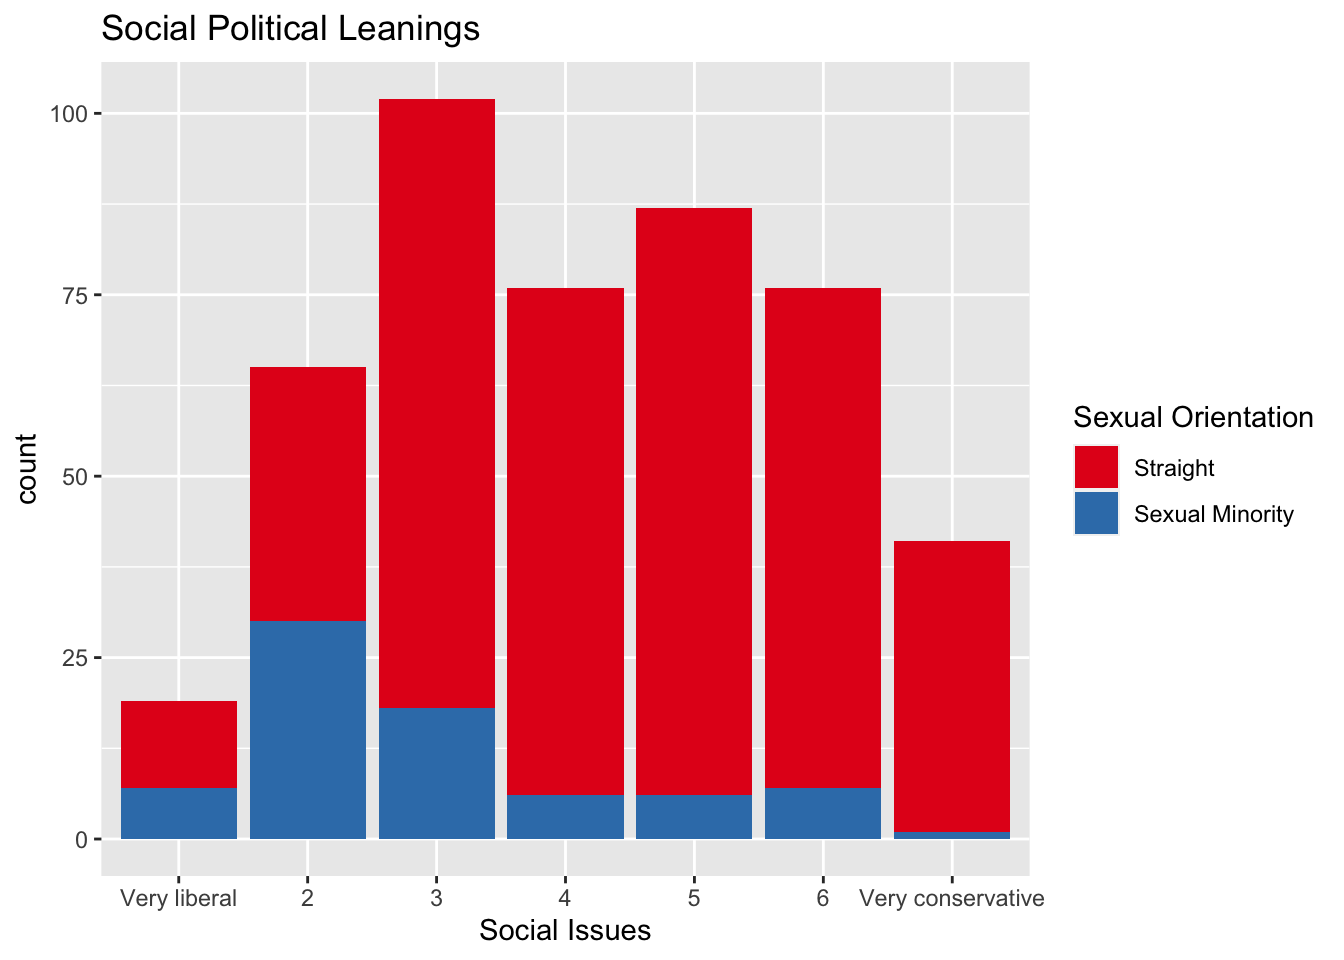 Social Political Leanings
100
75
50
25
0
count
Very liberal 2 3 4 5 6 Very conservative
Social Issues
Sexual Orientation
Straight
Sexual Minority